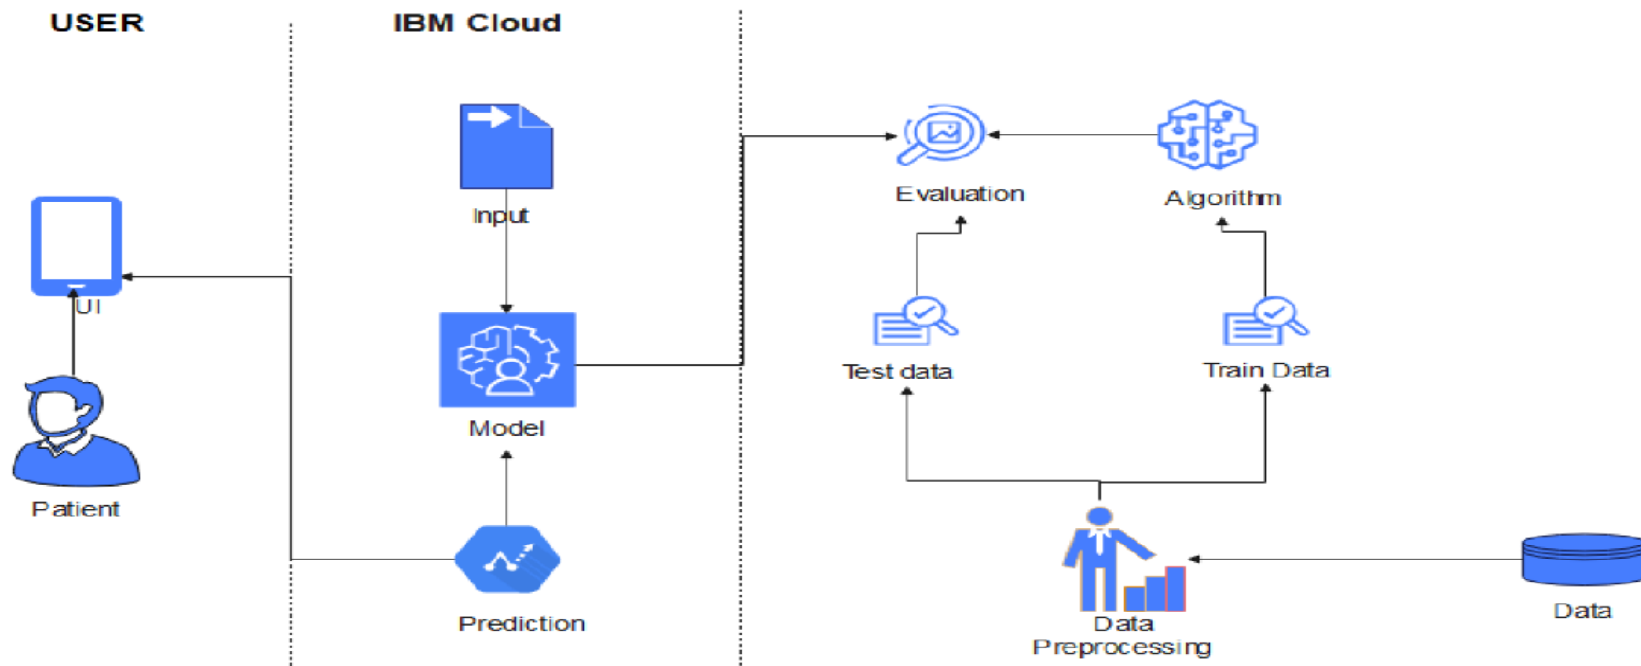 USER
IBM Cloud
Input
Evaluation
Algorithm
UI
Test data
Train Data
Model
Patient
Prediction
Data
Preprocessing
Data